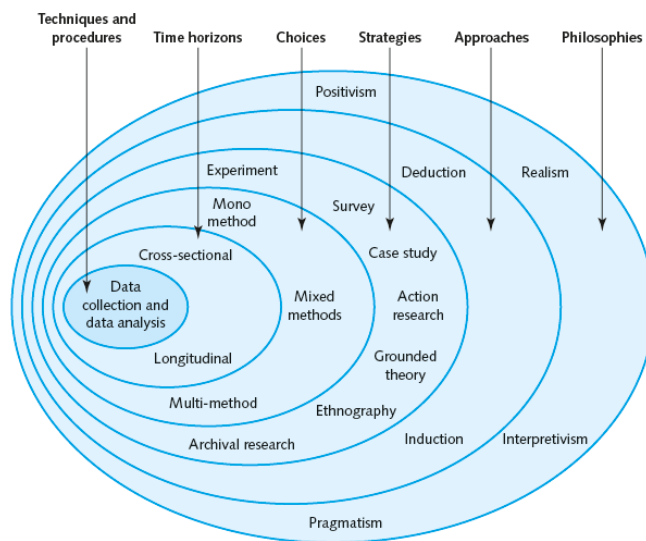 Techniques and
procedures
Time horizons
Choices
Strategies
Approaches
Philosophies
Positivism
Experiment
Deduction
Realism
Mono
method
Survey
Cross-sectional
Case study
Data
collection and
data analysis
Mixed
methods
Action
research
Longitudinal
Grounded
theory
Multi-method
Ethnography
Archival research
Induction
Interpretivism
Pragmatism